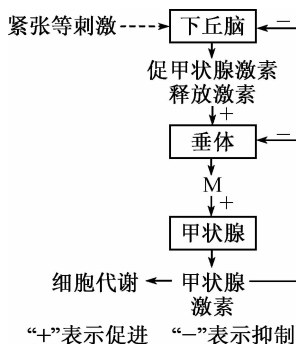 紧张等刺激
下丘脑
−
促甲状腺激素
释放激素
+
垂体
−
M
+
甲状腺
细胞代谢
甲状腺
激素
“+”表示促进 “−”表示抑制